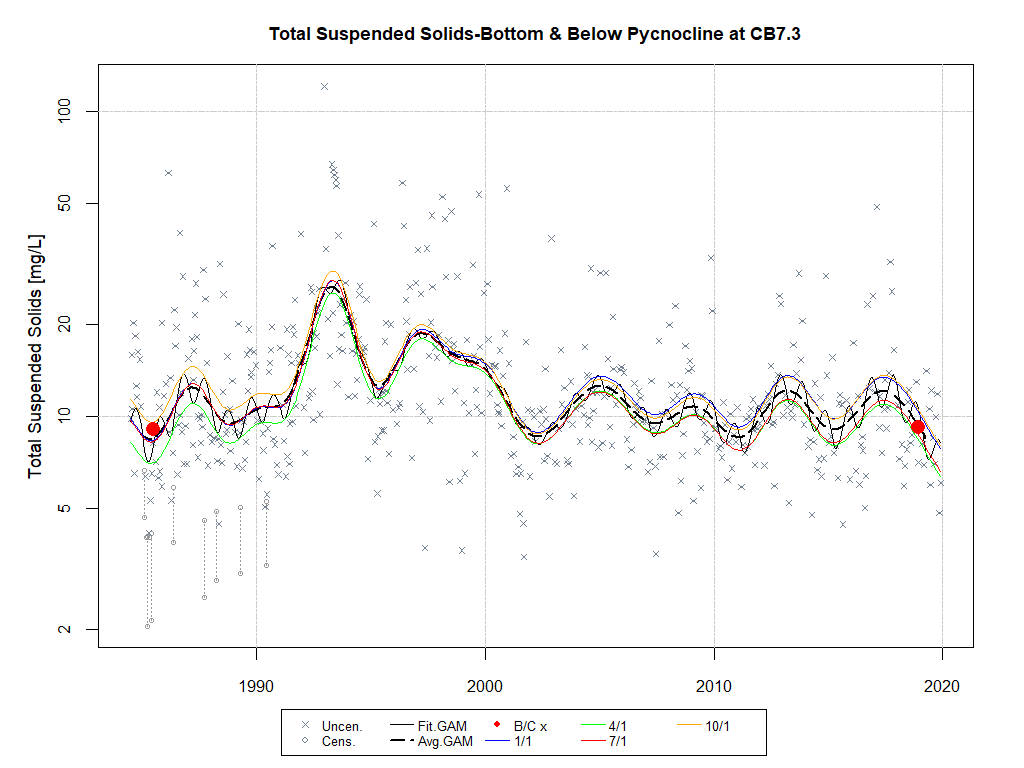 Total Suspended Solids-Bottom & Below Pycnocline at CB7.3
Total Suspended Solids [mg/L]
100
50
20
10
5
2
1990 2000 2010 2020
Uncen. Fit.GAM B/C x 4/1 10/1
Cens. Avg.GAM 1/1 7/1